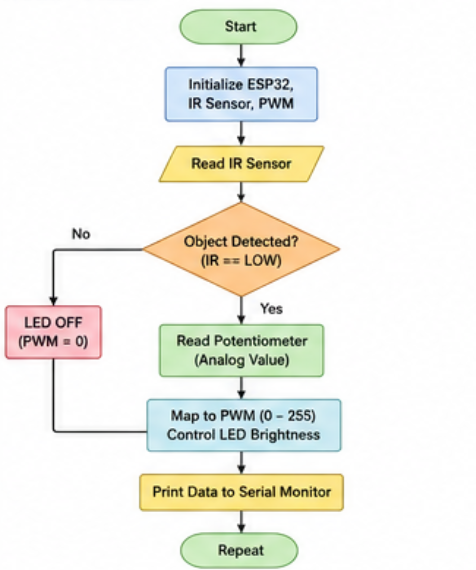 Start
Initialize ESP32,
IR Sensor, PWM
Read IR Sensor
Object Detected?
(IR == LOW)
No
Yes
LED OFF
(PWM = 0)
Read Potentiometer
(Analog Value)
Map to PWM (0 – 255)
Control LED Brightness
Print Data to Serial Monitor
Repeat